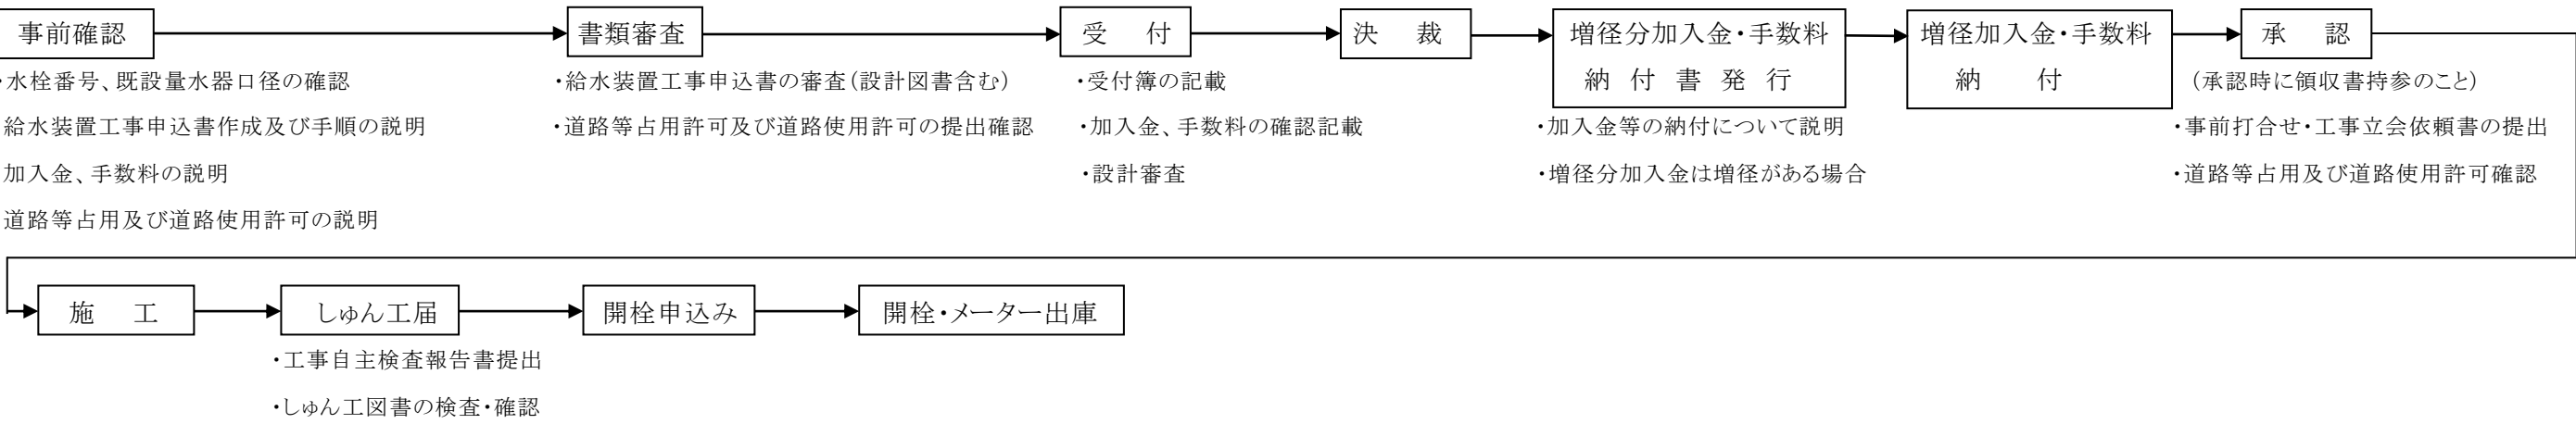 事前確認
・水栓番号、既設量水器口径の確認
給水装置工事申込書作成及び手順の説明
加入金、手数料の説明
道路等占用及び道路使用許可の説明
書類審査
・給水装置工事申込書の審査（設計図書含む）
・道路等占用許可及び道路使用許可の提出確認
受　付
・受付簿の記載
・加入金、手数料の確認記載
・設計審査
決　裁
増径分加入金・手数料
納 付 書 発 行
・加入金等の納付について説明
・増径分加入金は増径がある場合
増径加入金・手数料
納　　付
承　認
（承認時に領収書持参のこと）
・事前打合せ・工事立会依頼書の提出
・道路等占用及び道路使用許可確認
施　工
しゅん工届
・工事自主検査報告書提出
・しゅん工図書の検査・確認
開栓申込み
開栓・メーター出庫